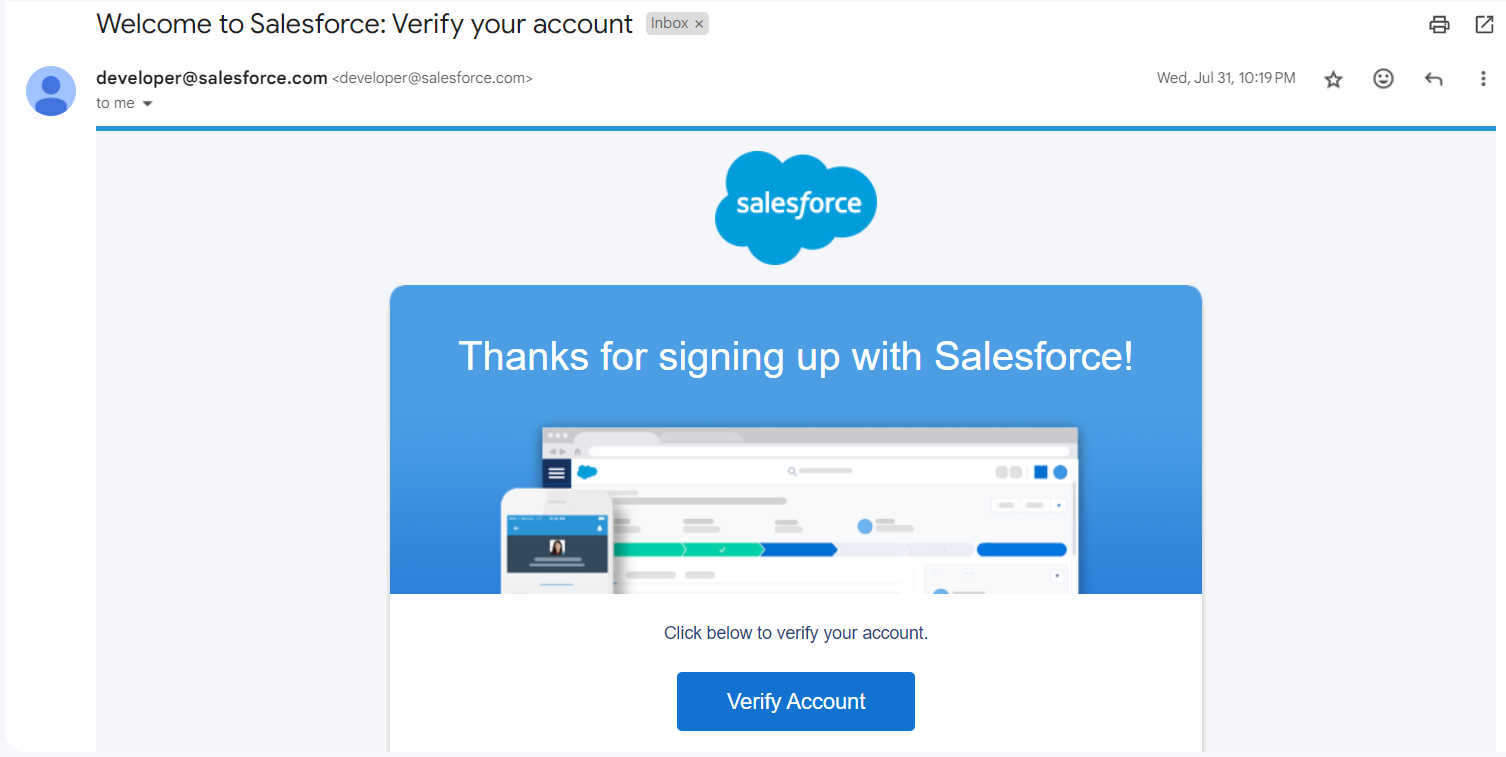 Welcome to Salesforce: Verify your account Inbox ×
developer@salesforce.com <developer@salesforce.com> Wed, Jul 31, 10:19 PM
to me
salesforce
Thanks for signing up with Salesforce!
Click below to verify your account.
Verify Account